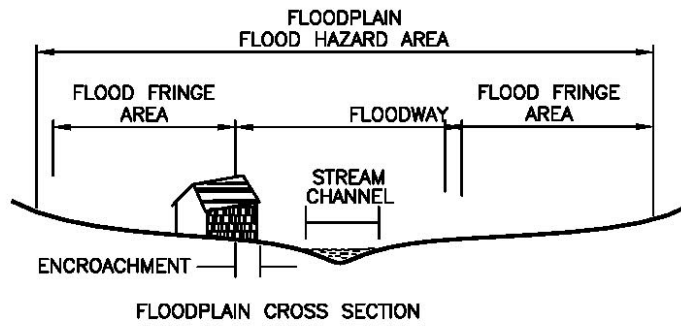 FLOODPLAIN
FLOOD HAZARD AREA
FLOOD FRINGE
AREA
FLOODWAY
FLOOD FRINGE
AREA
STREAM
CHANNEL
ENCROACHMENT
FLOODPLAIN CROSS SECTION